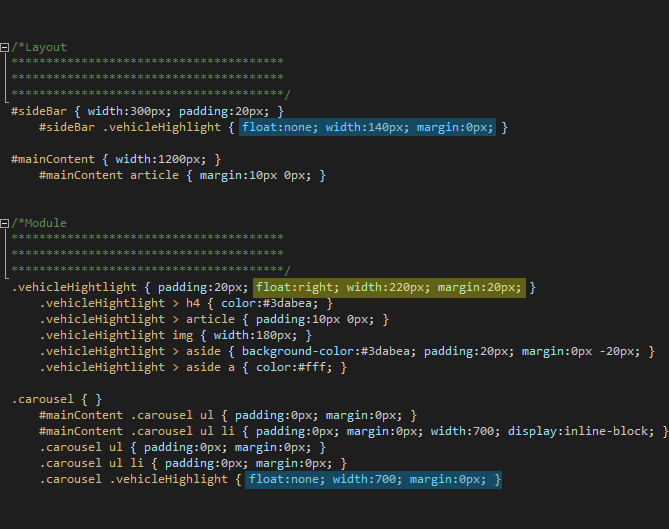 /*Layout
***************************************
***************************************
***************************************/
#sideBar { width:300px; padding:20px; }
#sideBar .vehicleHighlight { float:none; width:140px; margin:0px; }
#mainContent { width:1200px; }
#mainContent article { margin:10px 0px; }
/*Module
***************************************
***************************************
***************************************/
.vehicleHightlight { padding:20px; float:right; width:220px; margin:20px; }
.vehicleHightlight > h4 { color:#3dabea; }
.vehicleHightlight > article { padding:10px 0px; }
.vehicleHightlight img { width:180px; }
.vehicleHightlight > aside { background-color:#3dabea; padding:20px; margin:0px -20px; }
.vehicleHightlight > aside a { color:#fff; }
.carousel { }
#mainContent .carousel ul { padding:0px; margin:0px; }
#mainContent .carousel ul li { padding:0px; margin:0px; width:700; display:inline-block; }
.carousel ul { padding:0px; margin:0px; }
.carousel ul li { padding:0px; margin:0px; }
.carousel .vehicleHighlight { float:none; width:700; margin:0px; }